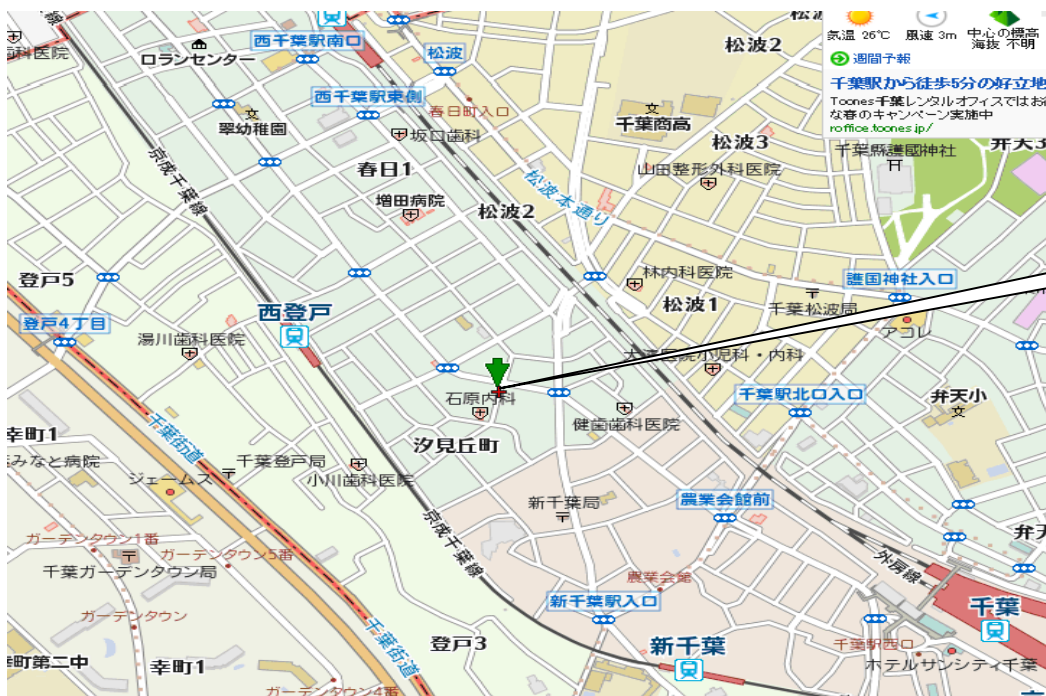 西千葉駅南口
松波
松波2
気温 26℃
風速 3m
中心の標高
海抜 不明
週間予報
千葉駅から徒歩5分の好立地
Toones千葉レンタルオフィスではお得
な春のキャンペーン実施中
roffice.toones.jp/
歯科医院
ロランセンター
西千葉駅東側
春日町入口
翠幼稚園
坂口歯科
千葉商高
松波3
千葉縣護國神社
弁天3
京成千葉線
春日1
山田整形外科医院
増田病院
松波2
松波本通り
登戸5
林内科医院
護国神社入口
松波1
千葉松波局
登戸4丁目
西登戸
湯川歯科医院
アコレ
小児科・内科
千葉駅北口入口
弁天小
石原内科
健歯歯科医院
幸町1
汐見丘町
みなと病院
千葉街道
千葉登戸局
ジェームス
小川歯科医院
新千葉局
農業会館前
京成千葉線
ガーデンタウン1番
ガーデンタウン5番
千葉ガーデンタウン局
外房線
農業会館
ガーデンタウン
新千葉駅入口
千葉
千葉街道
登戸3
新千葉
千葉駅西口
町第二中
幸町1
ホテルサンシティ千葉
ガーデンタウン4番